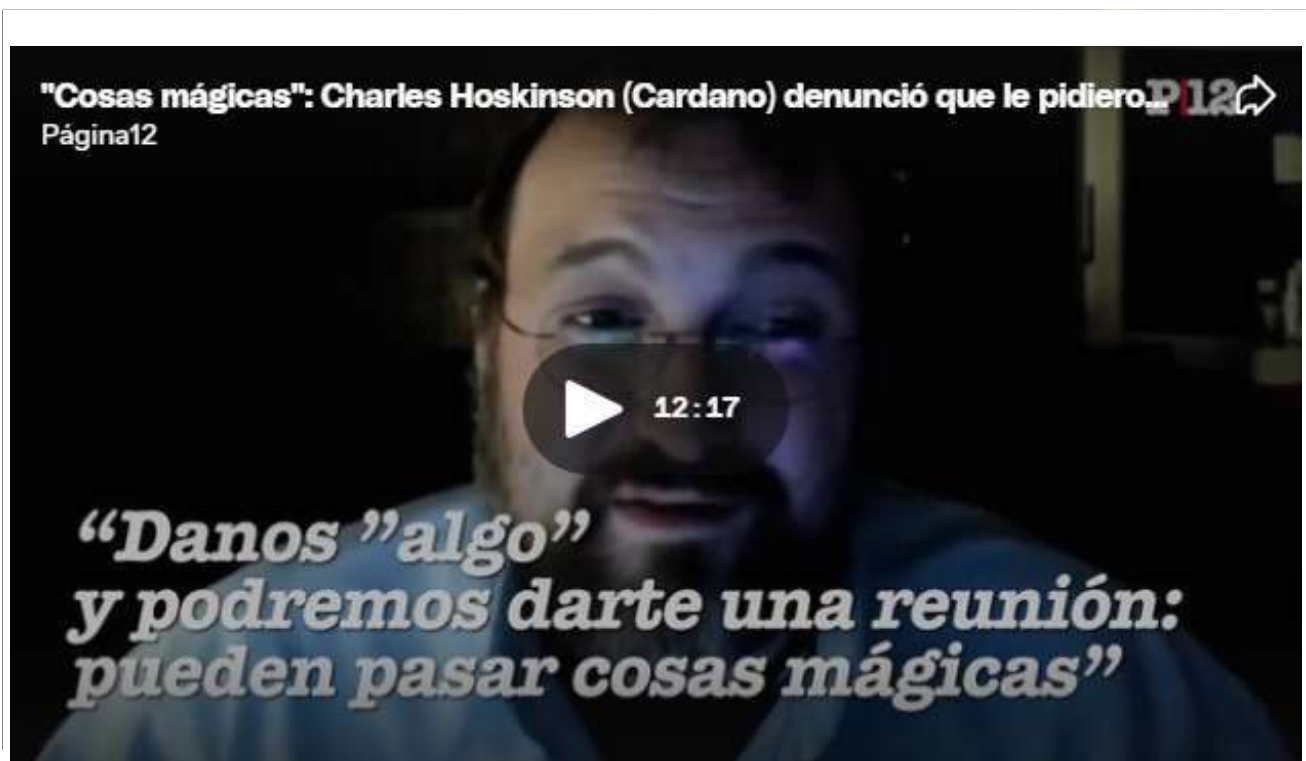 "Cosas mágicas": Charles Hoskinson (Cardano) denunció que le pidiero...
P12
Página12
12:17
“Danos ”algo”
y podremos darte una reunión:
pueden pasar cosas mágicas”